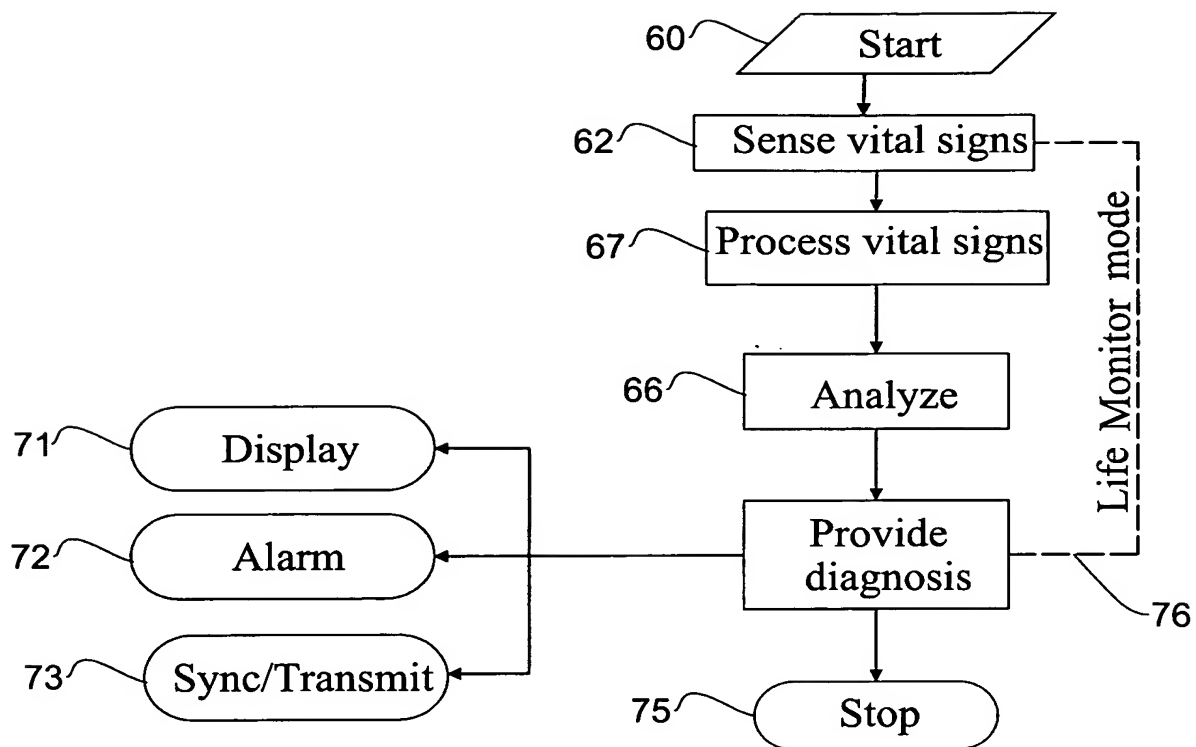 60 Start
62 Sense vital signs
67 Process vital signs
Life Monitor mode
66 Analyze
71 Display
Provide
diagnosis
72 Alarm
76
73 Sync/Transmit
75 Stop